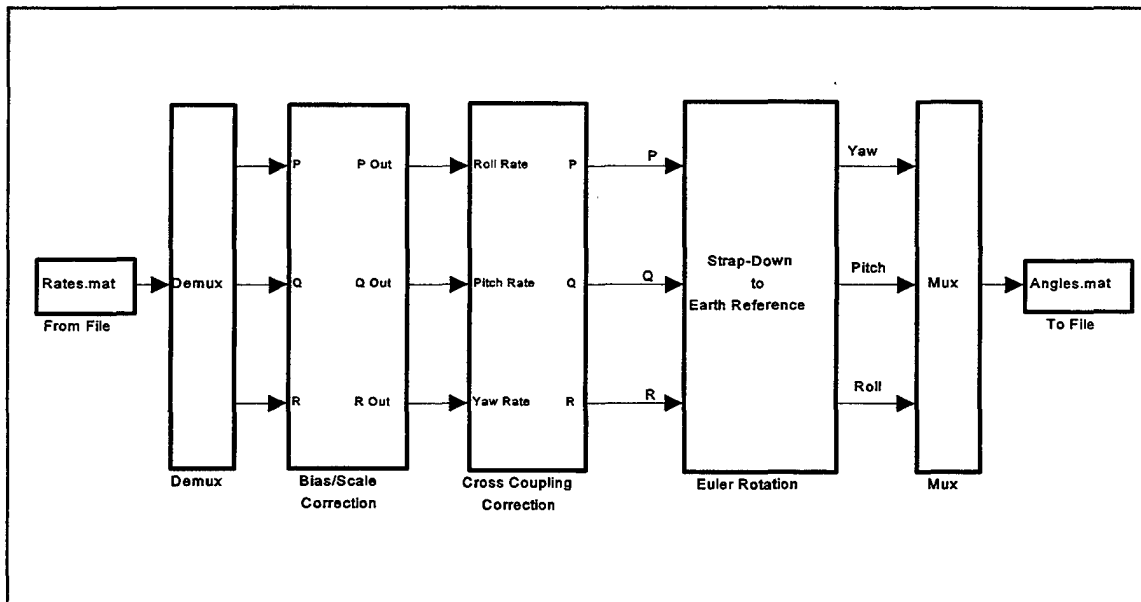 P
P Out
Roll Rate
P
P
Yaw
Rates.mat
Demux
Q
Q Out
Pitch Rate
Q
Q
Strap-Down
to
Earth Reference
Pitch
Mux
Angles.mat
From File
To File
R
R Out
Yaw Rate
R
R
Roll
Demux
Bias/Scale
Correction
Cross Coupling
Correction
Euler Rotation
Mux